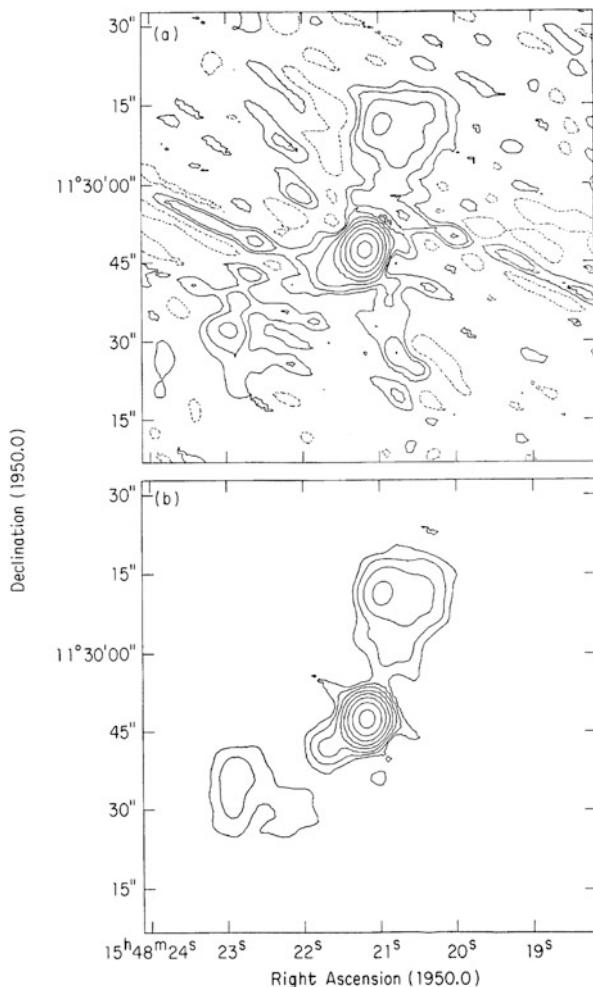 30"
(a)
15"
11°30'00"
45"
30"
15"
Declination (1950.0)
30"
(b)
15"
11°30'00"
45"
30"
15"
15ʰ48ᵐ24ˢ 23ˢ 22ˢ 21ˢ 20ˢ 19ˢ
Right Ascension (1950.0)